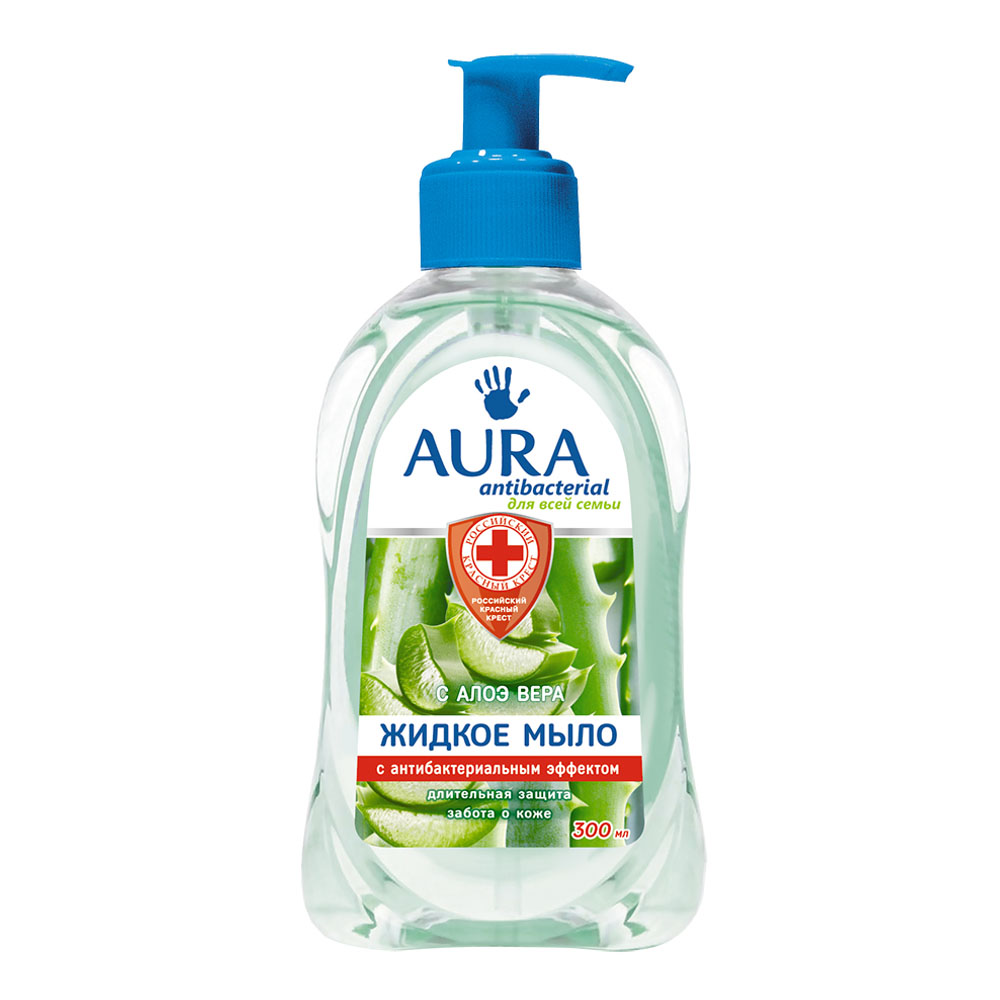 AURA
antibacterial
для всей семьи
РОССИЙСКИЙ
КРАСНЫЙ КРЕСТ
РОССИЙСКИЙ
КРАСНЫЙ
КРЕСТ
С АЛОЭ ВЕРА
ЖИДКОЕ МЫЛО
с антибактериальным эффектом
длительная защита
забота о коже
300 мл